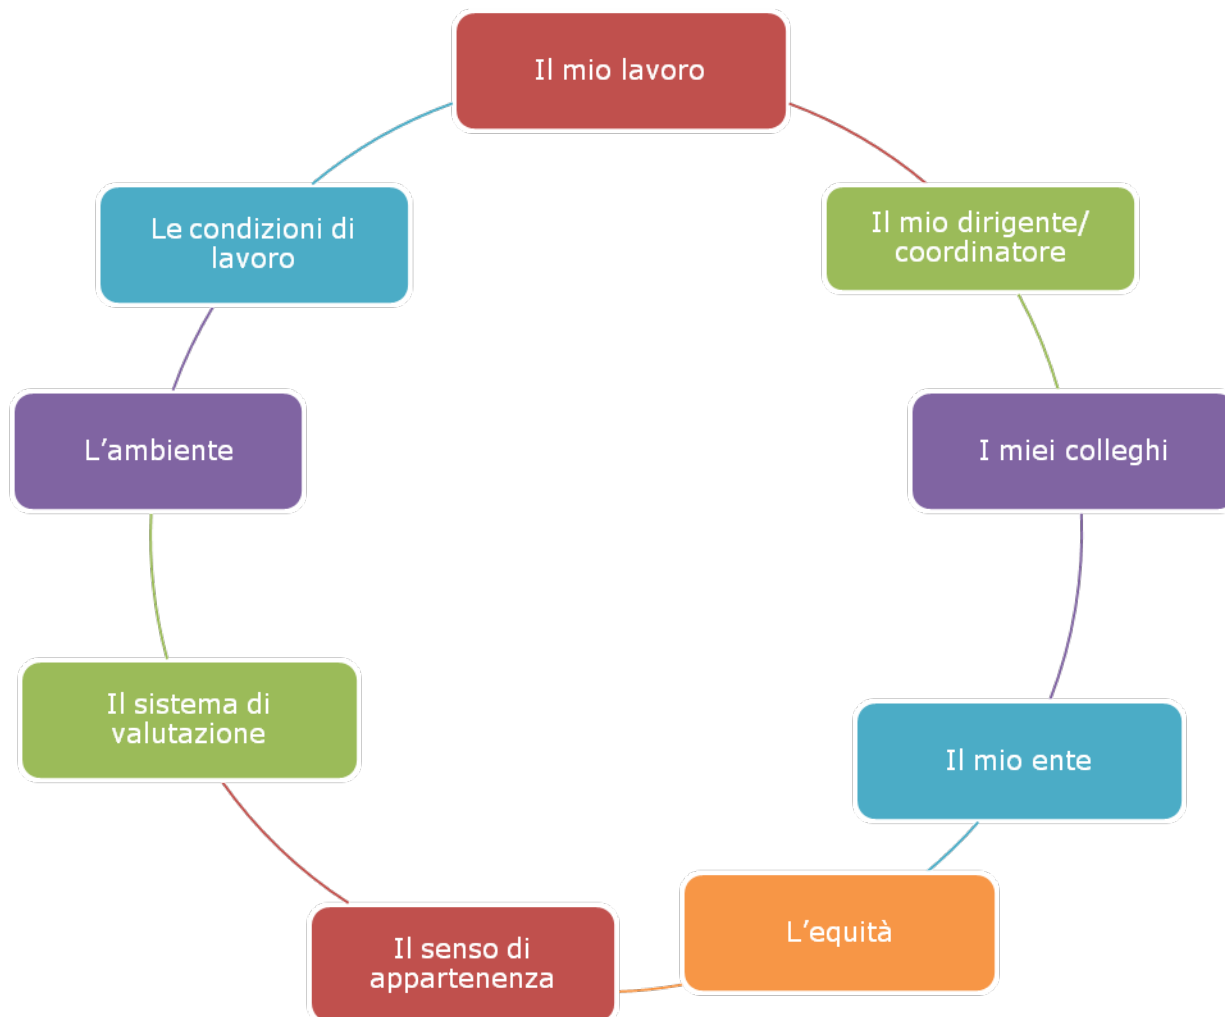 Il mio lavoro
Il mio dirigente/
coordinatore
I miei colleghi
Il mio ente
L’equità
Il senso di
appartenenza
Il sistema di
valutazione
L’ambiente
Le condizioni di
lavoro